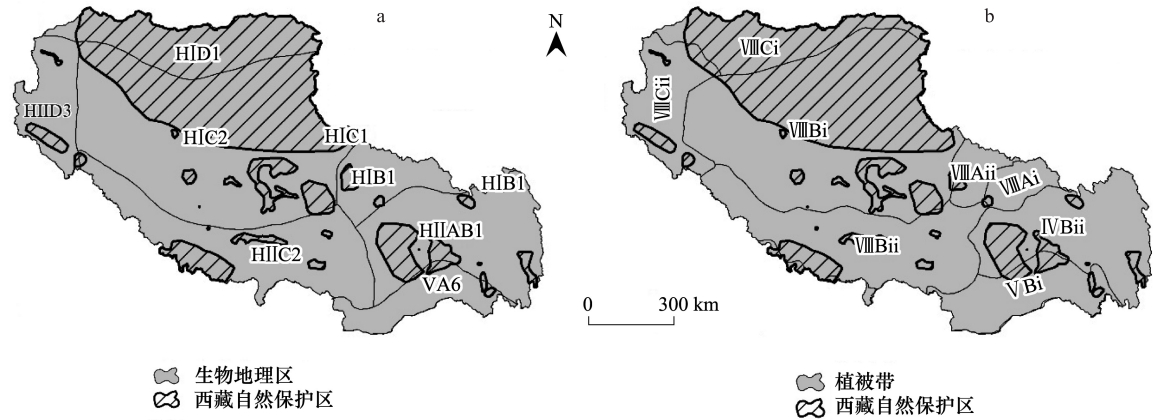 a
N
b
HⅠD1
ⅧCi
HⅡD3
ⅧCii
HⅠC2
HⅠC1
ⅧBi
HⅠB1
HⅠB1
ⅧAii
ⅧAi
HⅡAB1
ⅣBii
HⅡC2
ⅧBii
ⅤA6
ⅤBi
0 300 km
生物地理区
西藏自然保护区
植被带
西藏自然保护区